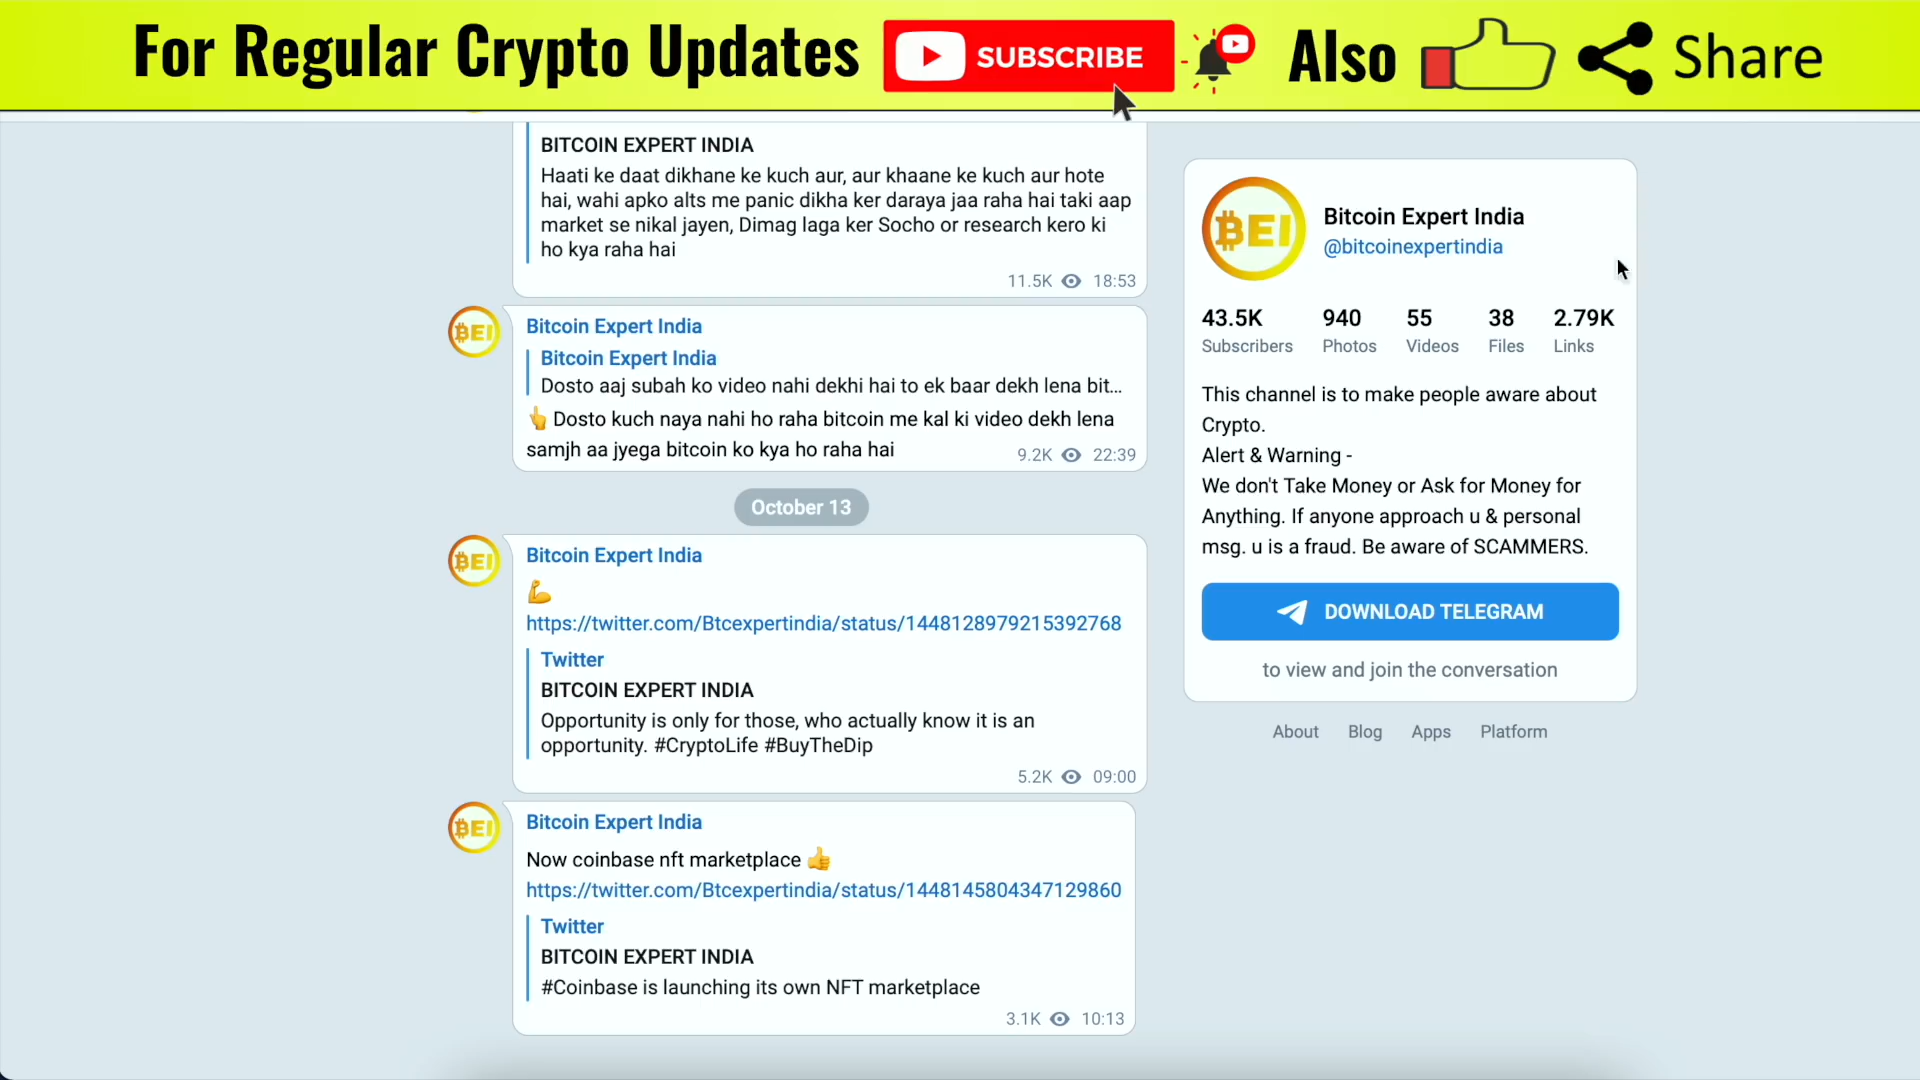 For Regular Crypto Updates SUBSCRIBE Also Share
BITCOIN EXPERT INDIA
Haati ke daat dikhane ke kuch aur, aur khaane ke kuch aur hote
hai, wahi apko alts me panic dikha ker daraya jaa raha hai taki aap
market se nikal jayen, Dimag laga ker Socho or research kero ki
ho kya raha hai
11.5K 18:53
BEI
Bitcoin Expert India
Bitcoin Expert India
Dosto aaj subah ko video nahi dekhi hai to ek baar dekh lena bit...
👆Dosto kuch naya nahi ho raha bitcoin me kal ki video dekh lena
samjh aa jyega bitcoin ko kya ho raha hai
9.2K 22:39
October 13
BEI
Bitcoin Expert India
💪
https://twitter.com/Btcexpertindia/status/1448128979215392768
Twitter
BITCOIN EXPERT INDIA
Opportunity is only for those, who actually know it is an
opportunity. #CryptoLife #BuyTheDip
5.2K 09:00
BEI
Bitcoin Expert India
Now coinbase nft marketplace 👍
https://twitter.com/Btcexpertindia/status/1448145804347129860
Twitter
BITCOIN EXPERT INDIA
#Coinbase is launching its own NFT marketplace
3.1K 10:13
BEI
Bitcoin Expert India
@bitcoinexpertindia
43.5K 940 55 38 2.79K
Subscribers Photos Videos Files Links
This channel is to make people aware about
Crypto.
Alert & Warning -
We don't Take Money or Ask for Money for
Anything. If anyone approach u & personal
msg. u is a fraud. Be aware of SCAMMERS.
DOWNLOAD TELEGRAM
to view and join the conversation
About Blog Apps Platform